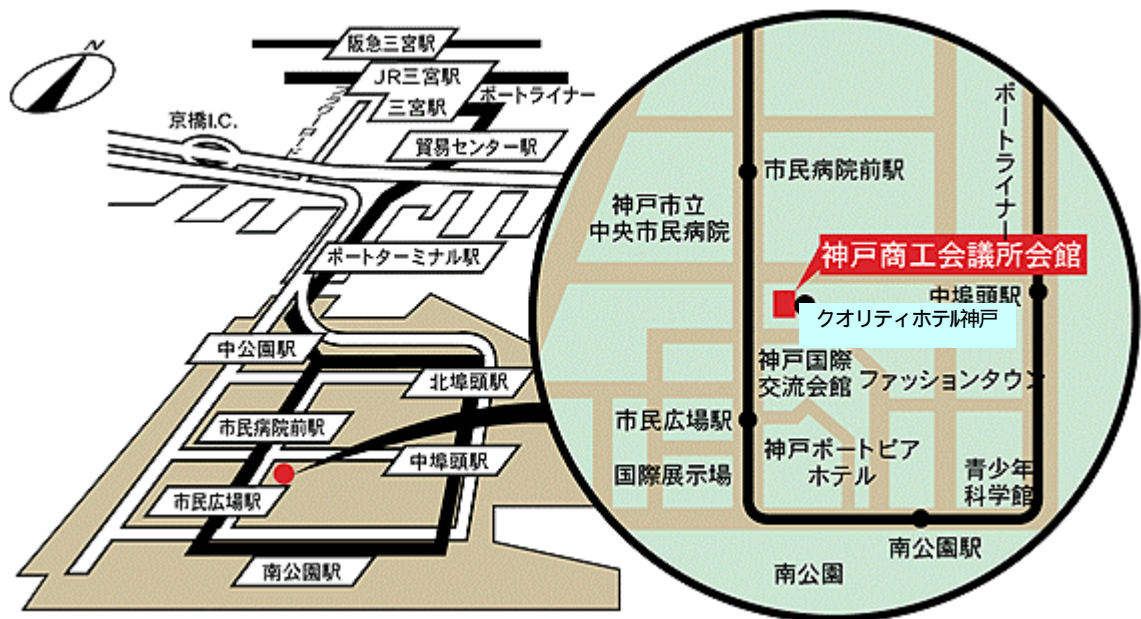 N
阪急三宮駅
JR三宮駅
三宮駅
ポートライナー
フラワーロード
京橋I.C.
貿易センター駅
ポートターミナル駅
中公園駅
北埠頭駅
市民病院前駅
中埠頭駅
市民広場駅
南公園駅
ポートライナー
市民病院前駅
神戸市立
中央市民病院
神戸商工会議所会館
中埠頭駅
クオリティホテル神戸
神戸国際
交流会館
ファッションタウン
市民広場駅
神戸ポートピア
ホテル
国際展示場
青少年
科学館
南公園駅
南公園